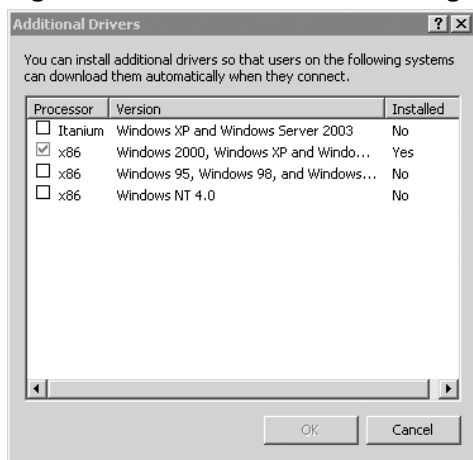 Additional Drivers
You can install additional drivers so that users on the following systems
can download them automatically when they connect.
Processor Version Installed
Itanium Windows XP and Windows Server 2003 No
x86 Windows 2000, Windows XP and Windo... Yes
x86 Windows 95, Windows 98, and Windows... No
x86 Windows NT 4.0 No
OK Cancel